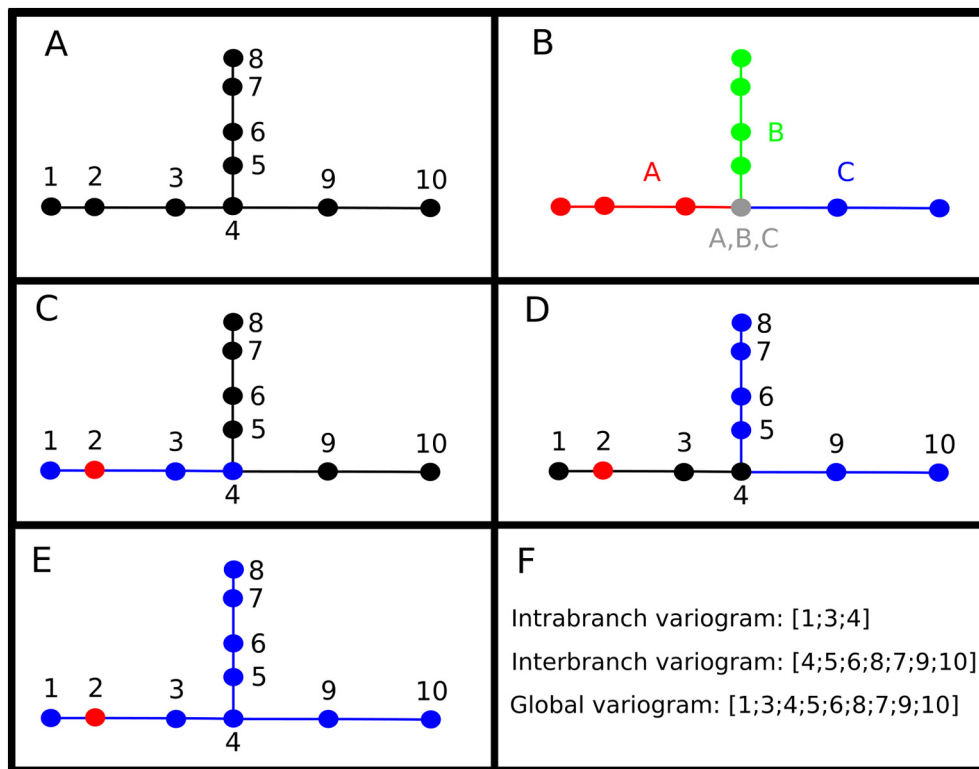 A
8
7
6
5
1 2 3 9 10
4
B
B
A C
A,B,C
C
8
7
6
5
1 2 3 9 10
4
D
8
7
6
5
1 2 3 9 10
4
E
8
7
6
5
1 2 3 9 10
4
F
Intrabranch variogram: [1;3;4]
Interbranch variogram: [4;5;6;8;7;9;10]
Global variogram: [1;3;4;5;6;8;7;9;10]